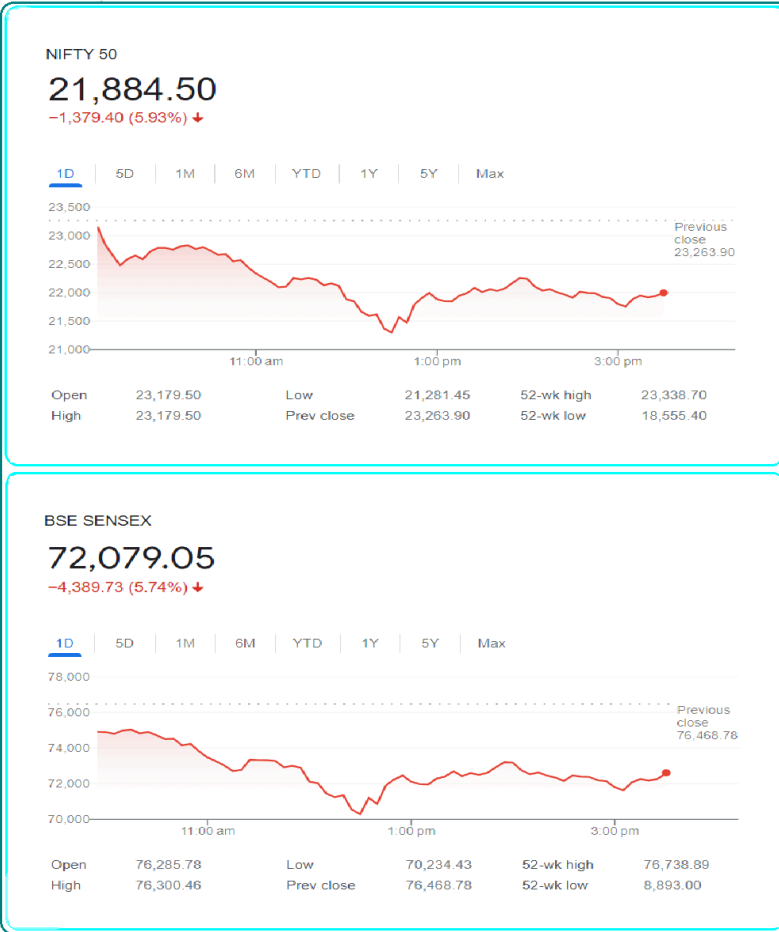 NIFTY 50
21,884.50
−1,379.40 (5.93%) ↓
1D 5D 1M 6M YTD 1Y 5Y Max
23,500
Previous
close
23,263.90
23,000
22,500
22,000
21,500
21,000
11:00 am 1:00 pm 3:00 pm
Open 23,179.50 Low 21,281.45 52-wk high 23,338.70
High 23,179.50 Prev close 23,263.90 52-wk low 18,555.40
BSE SENSEX
72,079.05
−4,389.73 (5.74%) ↓
1D 5D 1M 6M YTD 1Y 5Y Max
78,000
76,000
Previous
close
76,468.78
74,000
72,000
70,000
11:00 am 1:00 pm 3:00 pm
Open 76,285.78 Low 70,234.43 52-wk high 76,738.89
High 76,300.46 Prev close 76,468.78 52-wk low 8,893.00